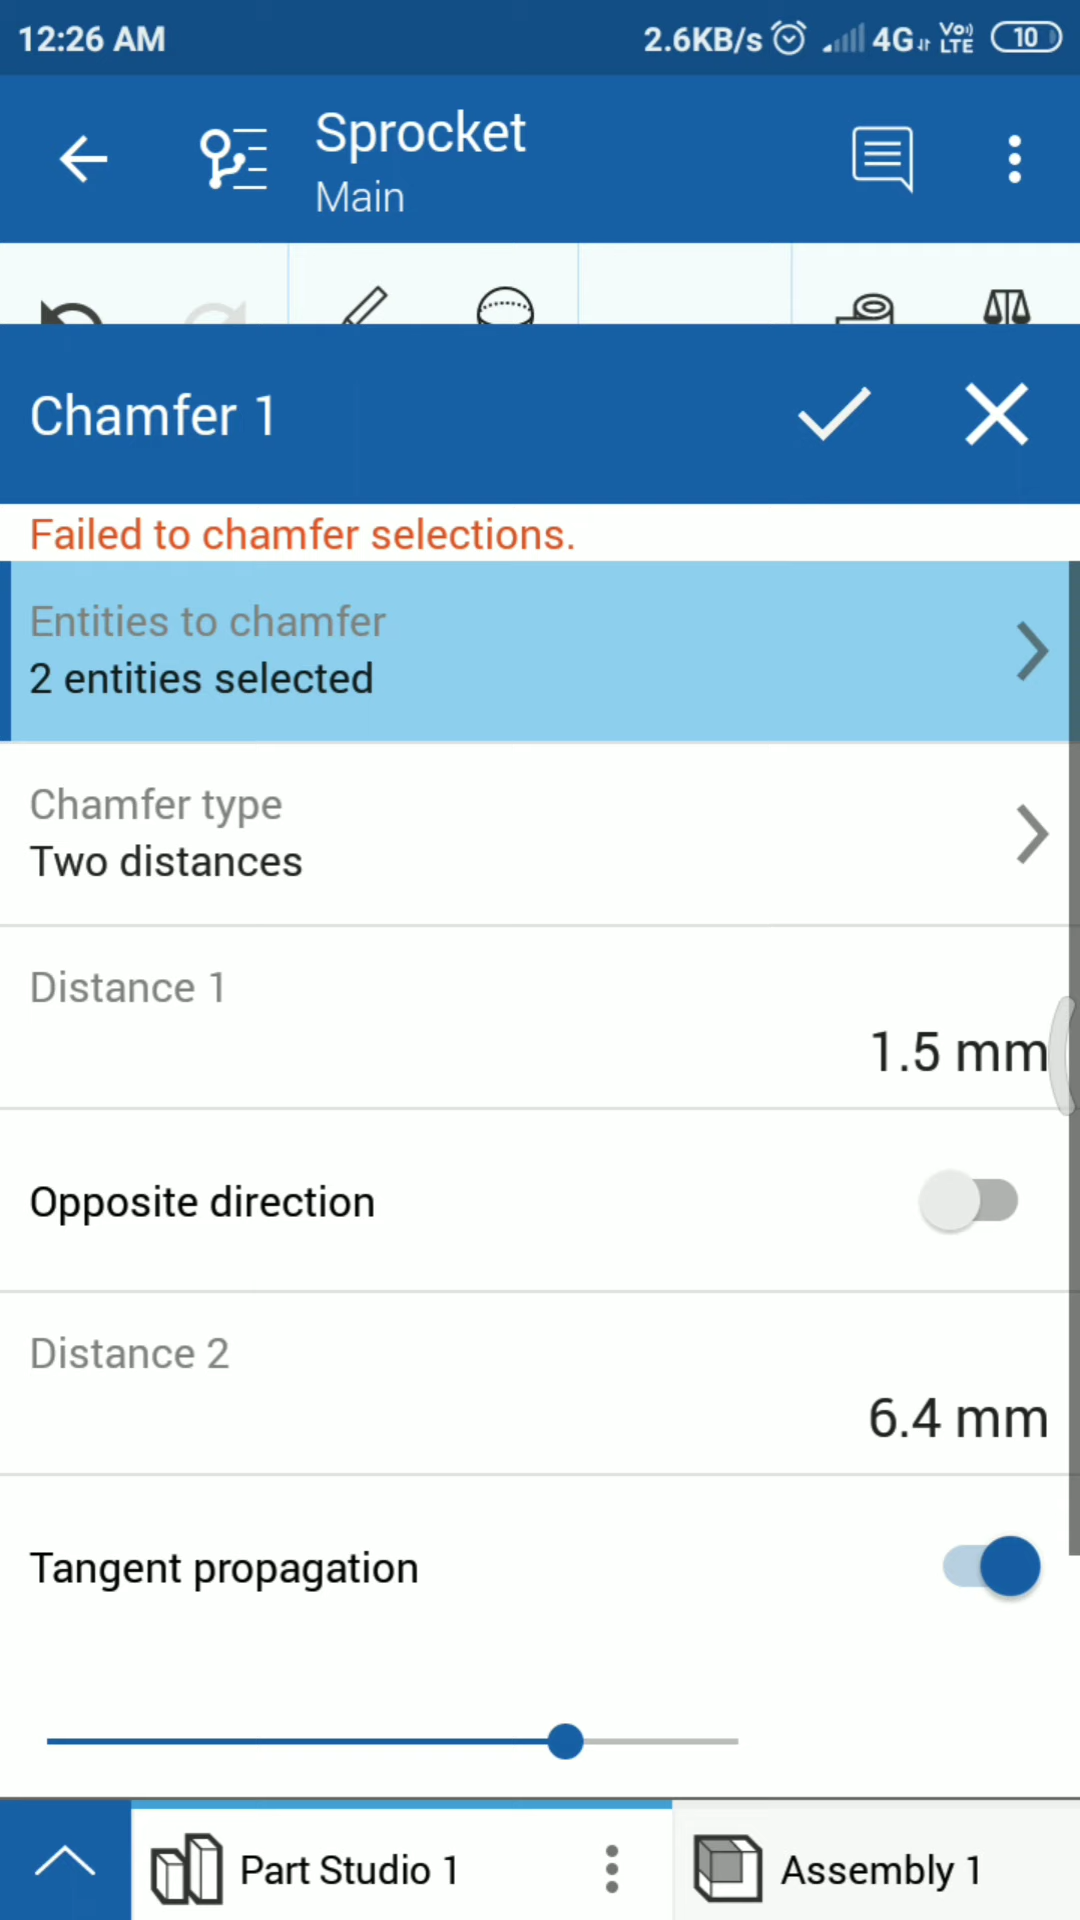 12:26 AM
2.6KB/s 4G Vo LTE 10
Sprocket
Main
Chamfer 1
Failed to chamfer selections.
Entities to chamfer
2 entities selected
Chamfer type
Two distances
Distance 1
1.5 mm
Opposite direction
Distance 2
6.4 mm
Tangent propagation
Part Studio 1
Assembly 1